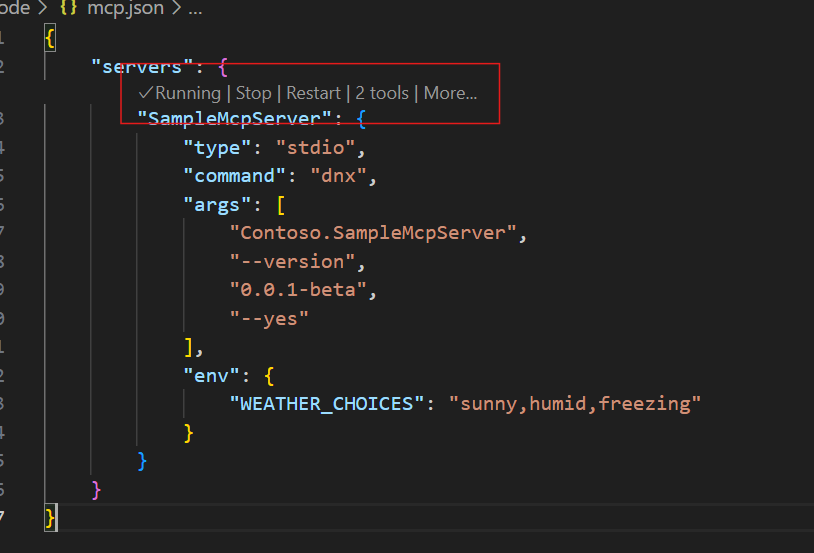 ode > {} mcp.json > ...
1 {
2 "servers": {
✓Running | Stop | Restart | 2 tools | More...
3 "SampleMcpServer": {
4 "type": "stdio",
5 "command": "dnx",
6 "args": [
7 "Contoso.SampleMcpServer",
8 "--version",
9 "0.0.1-beta",
0 "--yes"
1 ],
2 "env": {
3 "WEATHER_CHOICES": "sunny,humid,freezing"
4 }
5 }
6 }
7 }